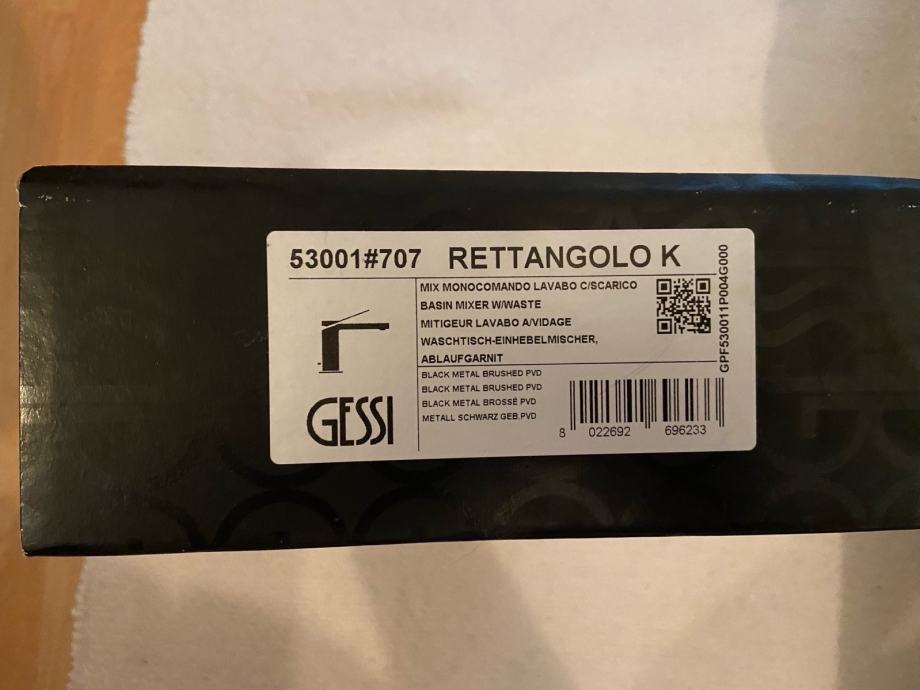 53001#707 RETTANGOLO K
MIX MONOCOMANDO LAVABO C/SCARICO
BASIN MIXER W/WASTE
MITIGEUR LAVABO A/VIDAGE
WASCHTISCH-EINHEBELMISCHER,
ABLAUFGARNIT
BLACK METAL BRUSHED PVD
BLACK METAL BRUSHED PVD
BLACK METAL BROSSÉ PVD
METALL SCHWARZ GEB.PVD
GESSI
8 022692 696233
GPF530011P004G000